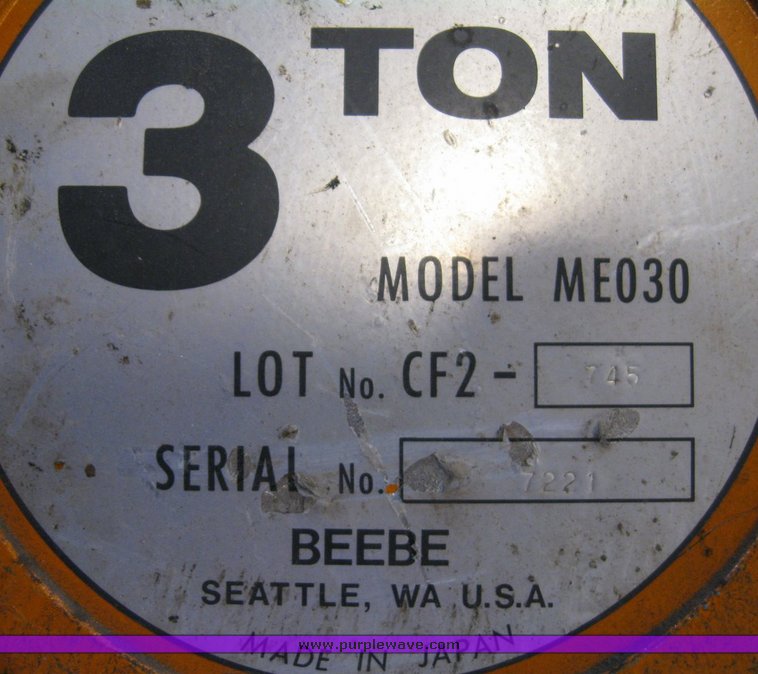 3 TON
MODEL ME030
LOT No. CF2- 745
SERIAL No. 7221
BEEBE
SEATTLE, WA U.S.A.
www.purplewave.com
MADE IN JAPAN